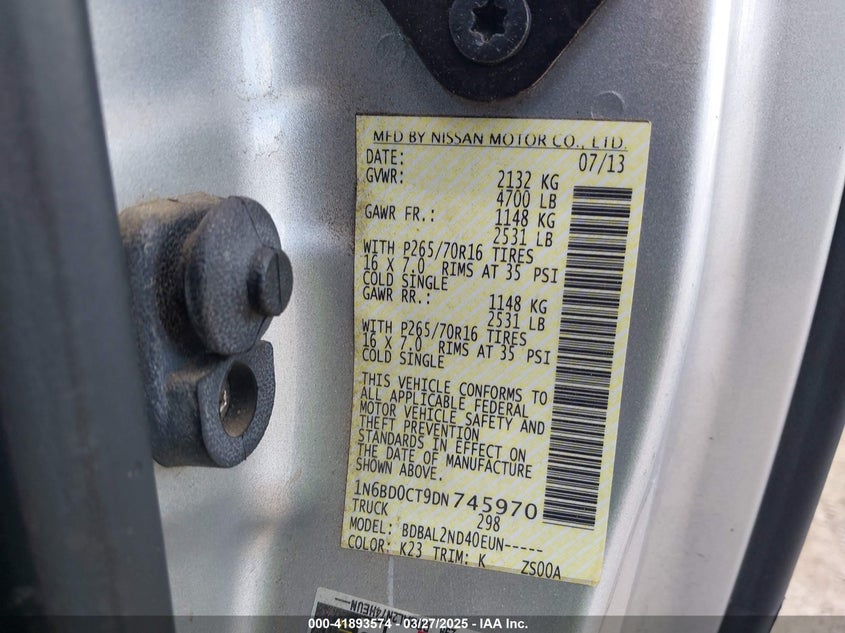 MFD BY NISSAN MOTOR CO., LTD.
DATE: 07/13
GVWR: 2132 KG
4700 LB
GAWR FR.: 1148 KG
2531 LB
WITH P265/70R16 TIRES
16 X 7.0 RIMS AT 35 PSI
COLD SINGLE
GAWR RR.: 1148 KG
2531 LB
WITH P265/70R16 TIRES
16 X 7.0 RIMS AT 35 PSI
COLD SINGLE
THIS VEHICLE CONFORMS TO
ALL APPLICABLE FEDERAL
MOTOR VEHICLE SAFETY AND
THEFT PREVENTION
STANDARDS IN EFFECT ON
THE DATE OF MANUFACTURE
SHOWN ABOVE.
1N6BD0CT9DN745970
TRUCK 298
MODEL: BDBAL2ND40EUN-----
COLOR: K23 TRIM: K ZS00A
000-41893574 - 03/27/2025 - IAA Inc.